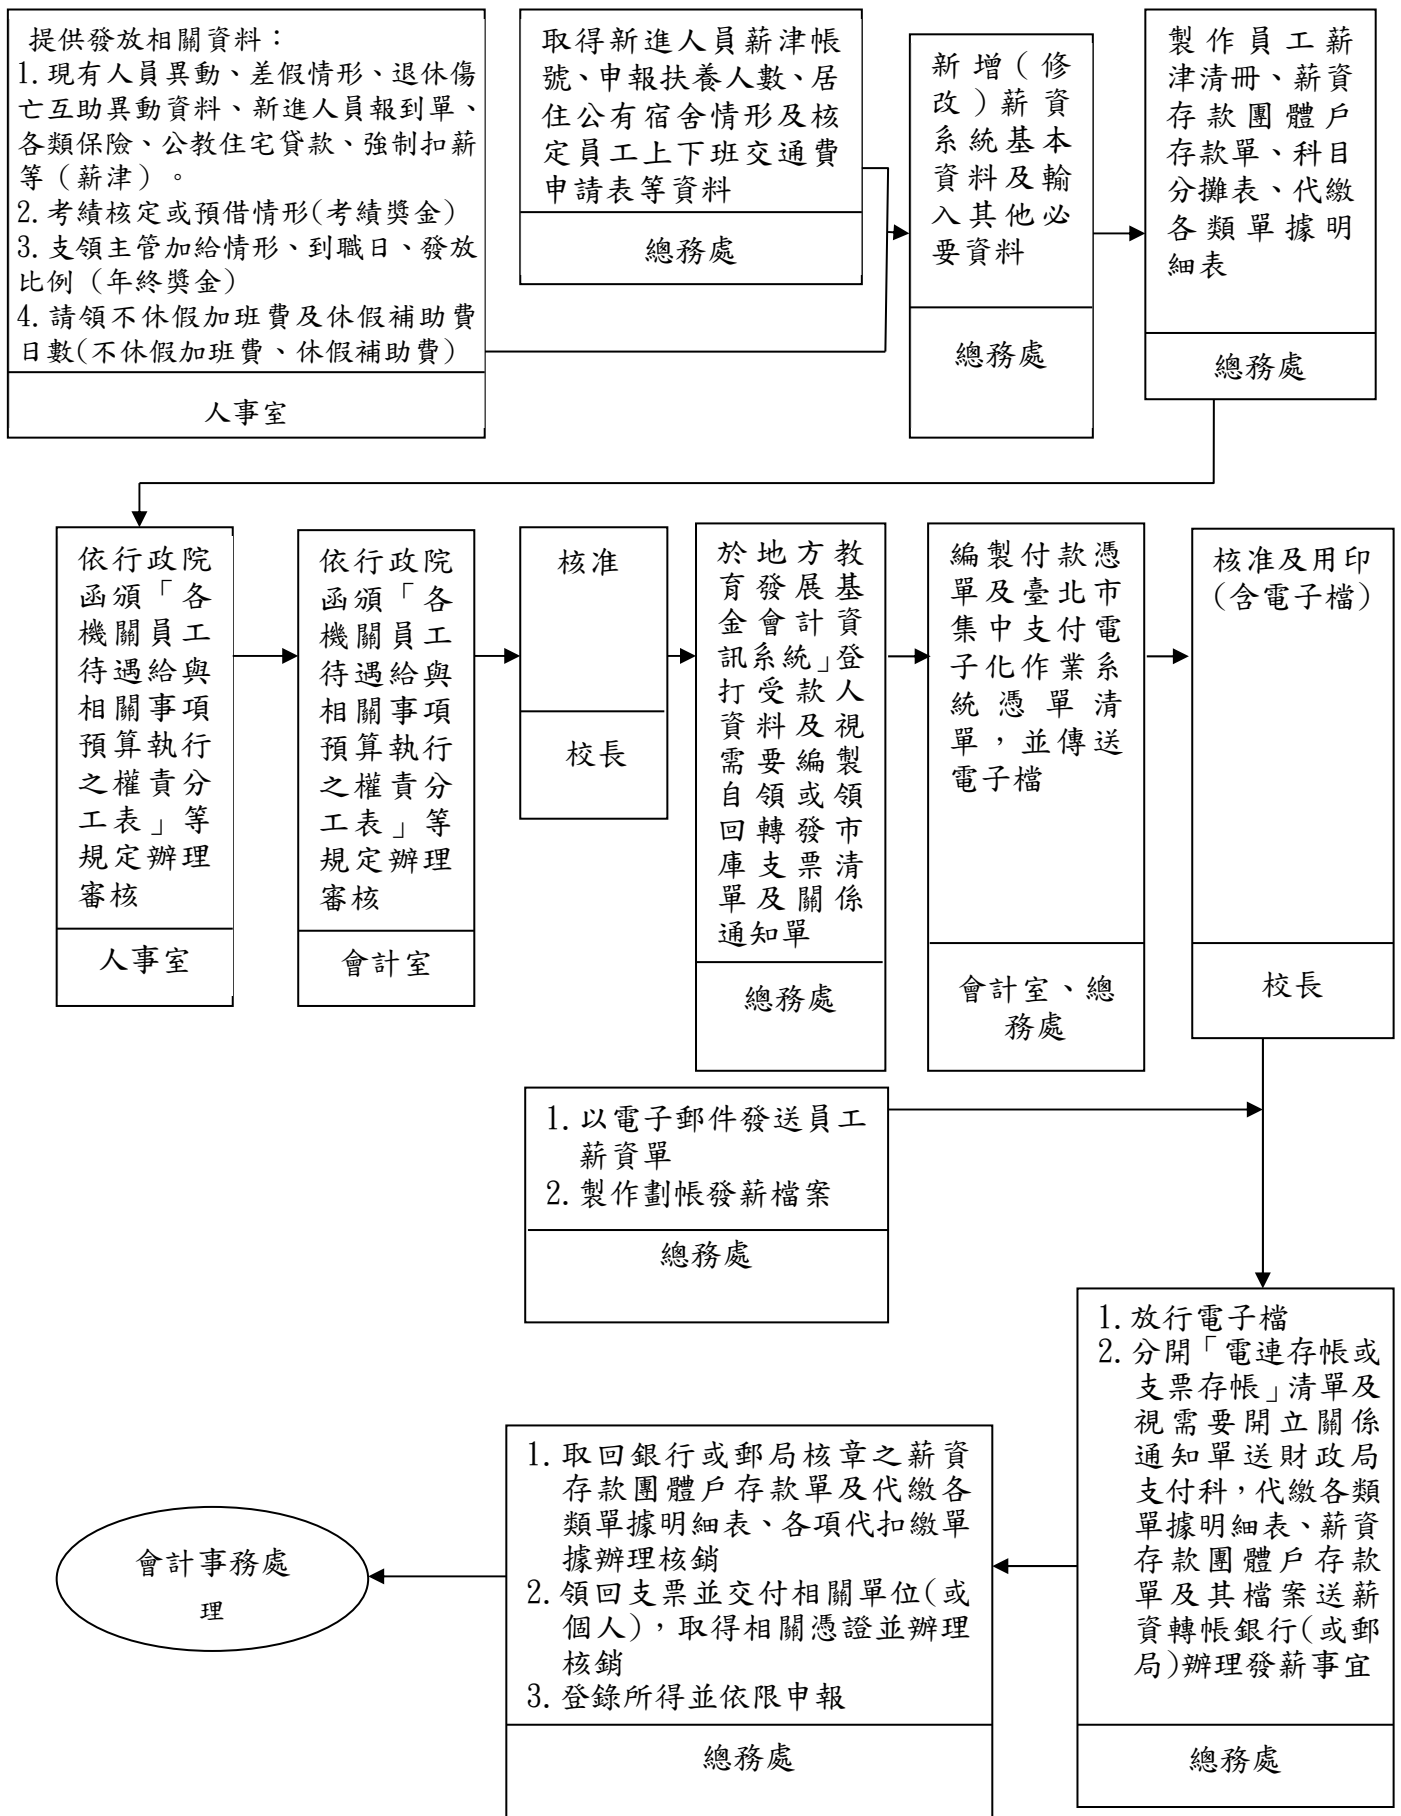 提供發放相關資料：
1.現有人員異動、差假情形、退休傷
亡互助異動資料、新進人員報到單、
各類保險、公教住宅貸款、強制扣薪
等（薪津）。
2.考績核定或預借情形(考績獎金)
3.支領主管加給情形、到職日、發放
比例（年終獎金)
4.請領不休假加班費及休假補助費
日數(不休假加班費、休假補助費)
人事室
取得新進人員薪津帳
號、申報扶養人數、居
住公有宿舍情形及核
定員工上下班交通費
申請表等資料
總務處
新增（修
改）薪資
系統基本
資料及輸
入其他必
要資料
總務處
製作員工薪
津清冊、薪資
存款團體戶
存款單、科目
分攤表、代繳
各類單據明
細表
總務處
依行政院
函頒「各
機關員工
待遇給與
相關事項
預算執行
之權責分
工表」等
規定辦理
審核
人事室
依行政院
函頒「各
機關員工
待遇給與
相關事項
預算執行
之權責分
工表」等
規定辦理
審核
會計室
核准
校長
於地方教
育發展基
金會計資
訊系統」登
打受款人
資料及視
需要編製
自領或領
回轉發市
庫支票清
單及關係
通知單
總務處
編製付款憑
單及臺北市
集中支付電
子化作業系
統憑單清
單，並傳送
電子檔
會計室、總
務處
核准及用印
(含電子檔)
校長
1.以電子郵件發送員工
薪資單
2.製作劃帳發薪檔案
總務處
1.放行電子檔
2.分開「電連存帳或
支票存帳」清單及
視需要開立關係
通知單送財政局
支付科，代繳各類
單據明細表、薪資
存款團體戶存款
單及其檔案送薪
資轉帳銀行(或郵
局)辦理發薪事宜
總務處
1.取回銀行或郵局核章之薪資
存款團體戶存款單及代繳各
類單據明細表、各項代扣繳單
據辦理核銷
2.領回支票並交付相關單位(或
個人)，取得相關憑證並辦理
核銷
3.登錄所得並依限申報
總務處
會計事務處
理